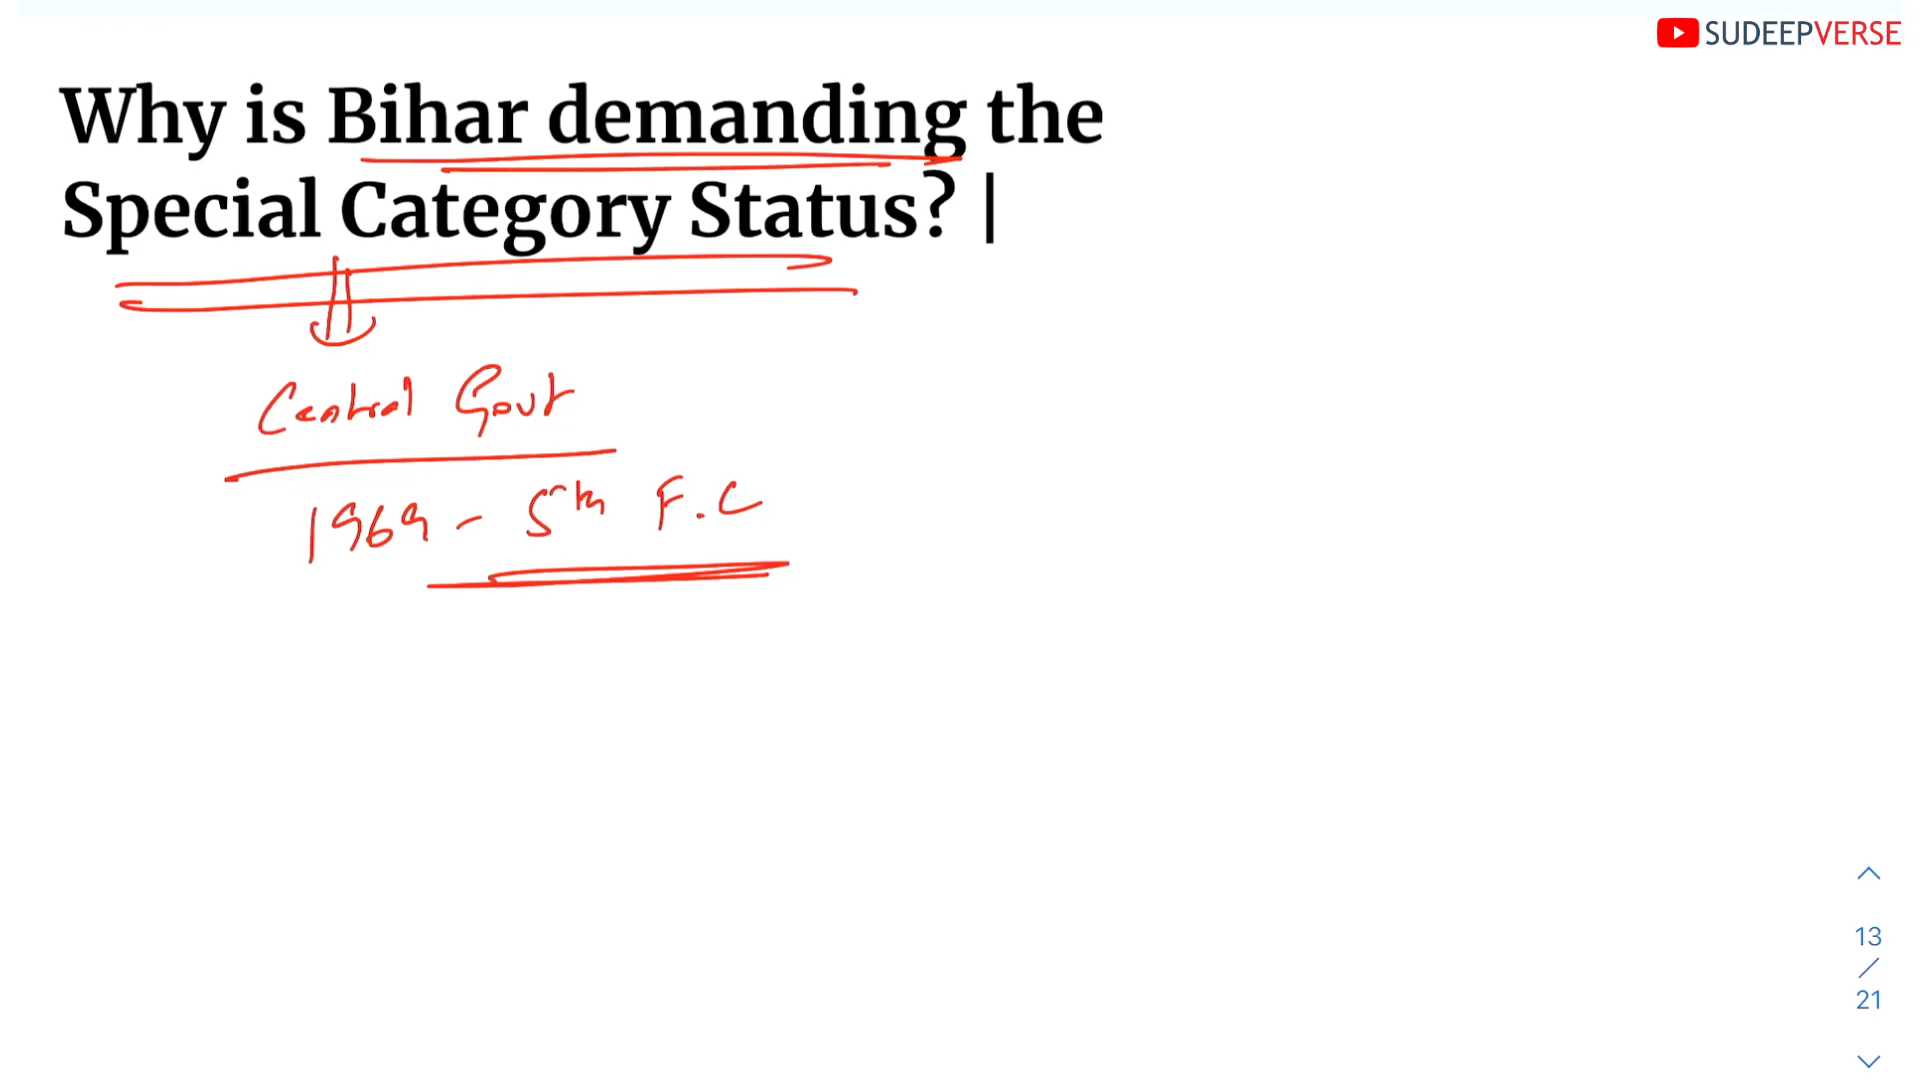 SUDEEPVERSE
Why is Bihar demanding the
Special Category Status? |
Central Govt
1969 - 5th F.C
13
/
21